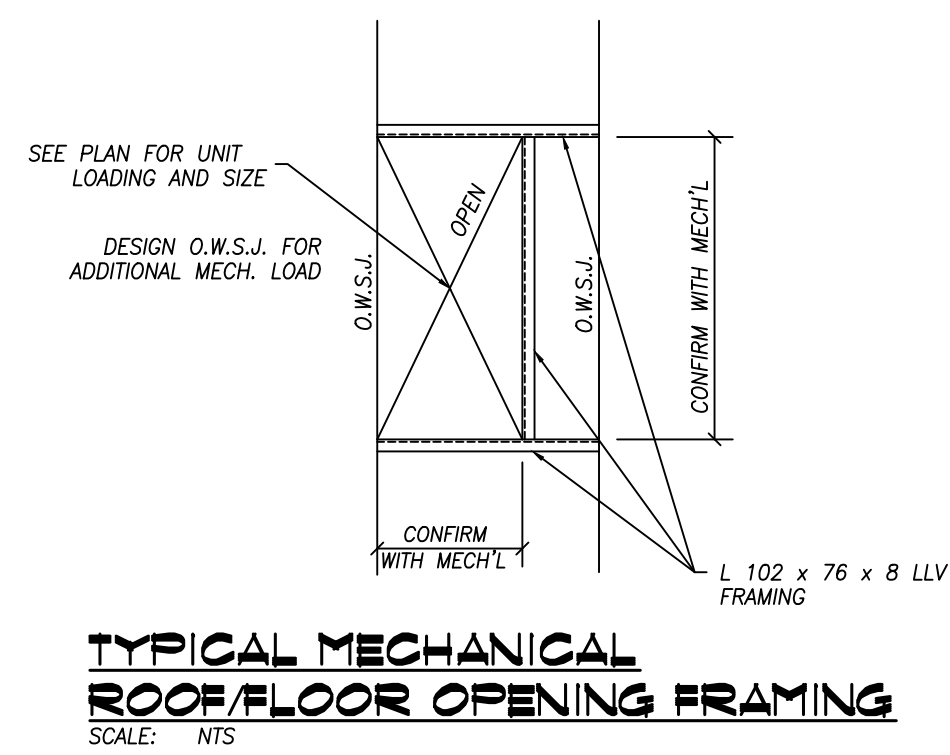 SEE PLAN FOR UNIT
LOADING AND SIZE
DESIGN O.W.S.J. FOR
ADDITIONAL MECH. LOAD
O.W.S.J.
OPEN
O.W.S.J.
CONFIRM WITH MECH'L
CONFIRM
WITH MECH'L
L 102 x 76 x 8 LLV
FRAMING
TYPICAL MECHANICAL
ROOF/FLOOR OPENING FRAMING
SCALE: NTS